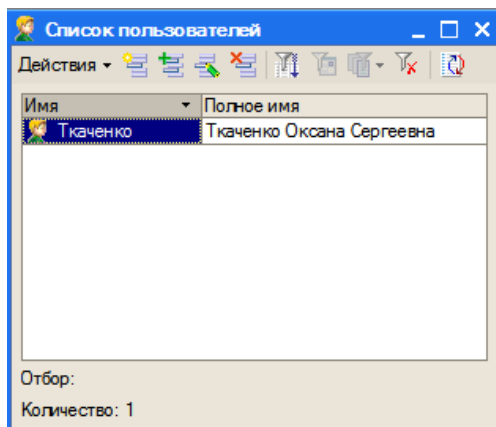 Список пользователей
Действия
Имя Полное имя
Ткаченко Ткаченко Оксана Сергеевна
Отбор:
Количество: 1